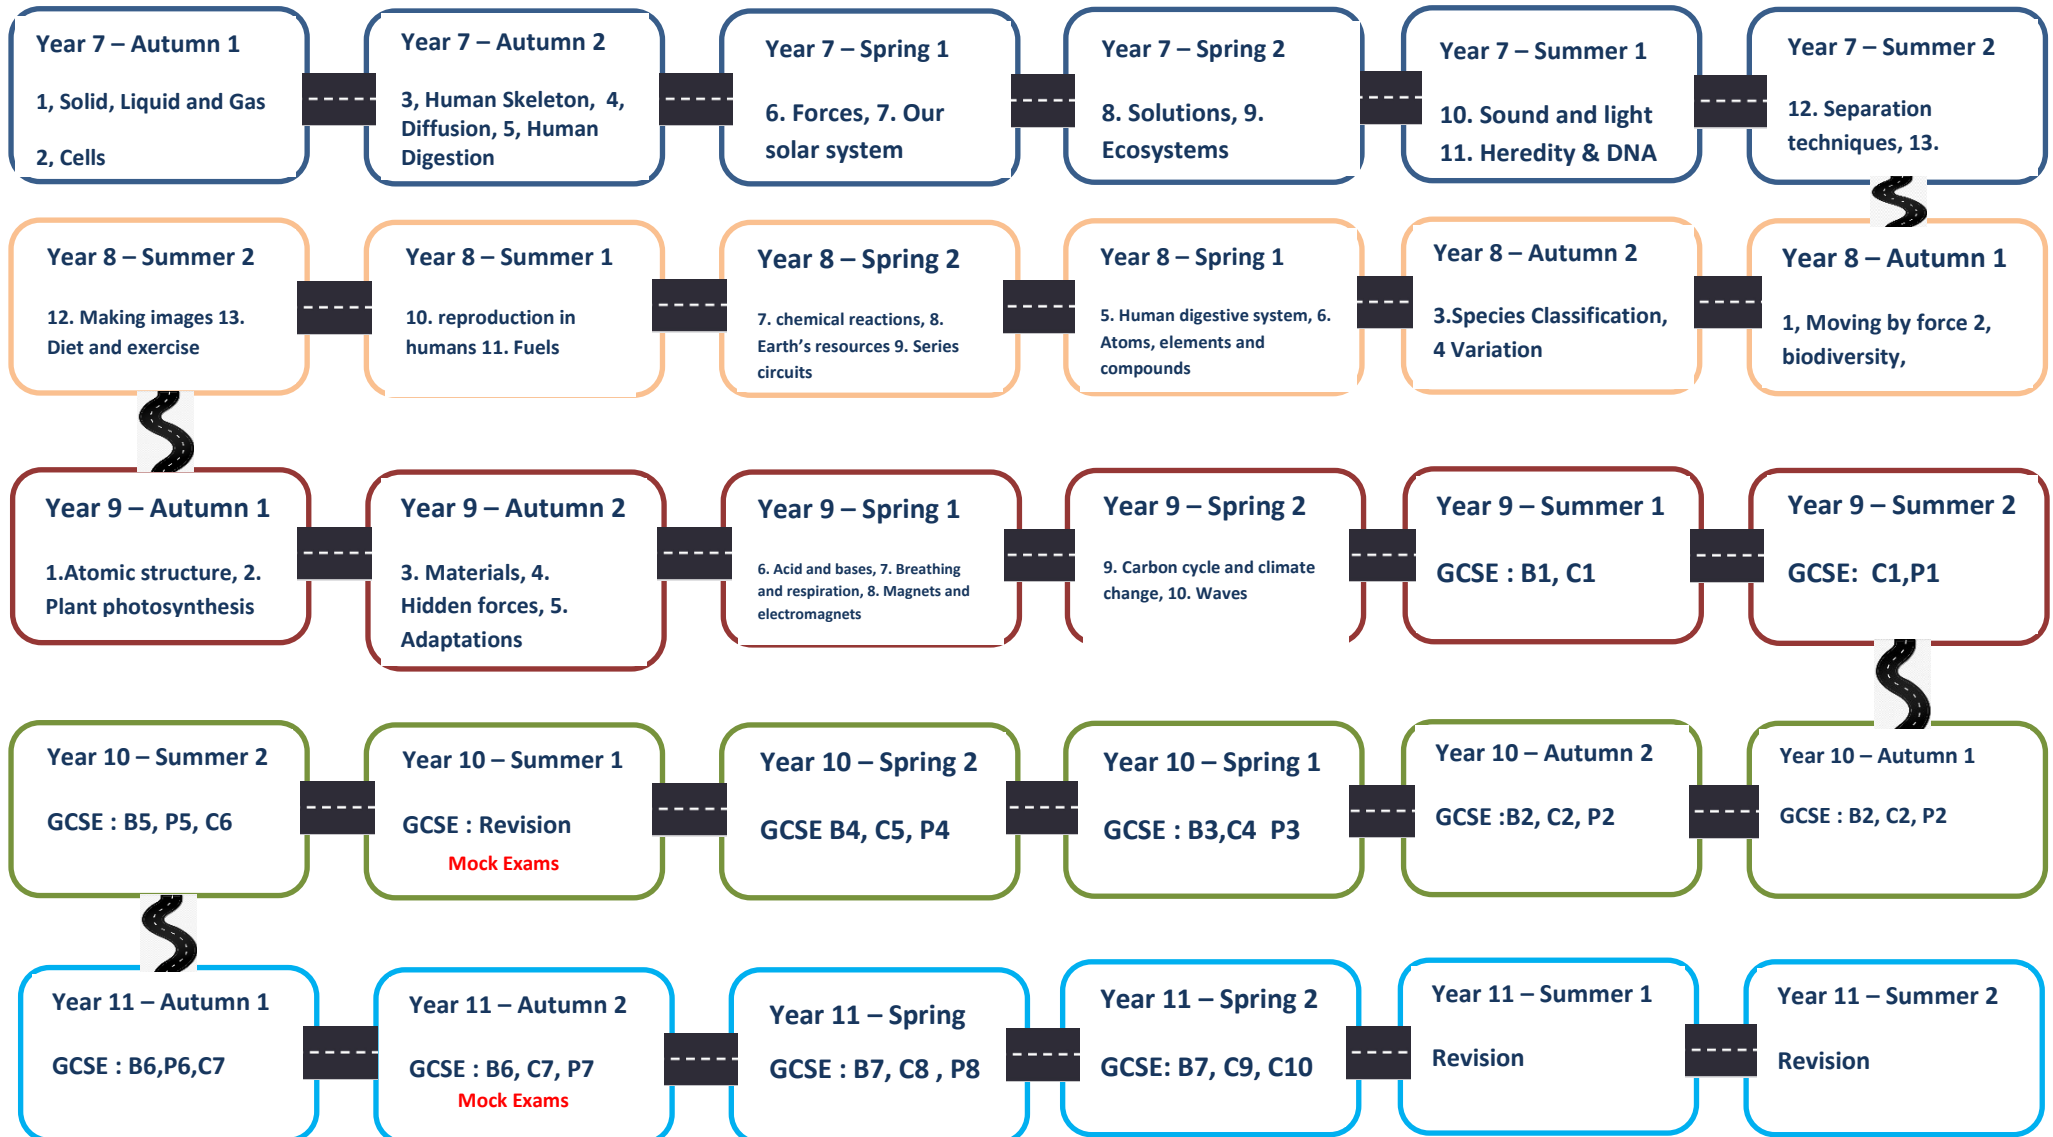 Year 7 – Autumn 1
1, Solid, Liquid and Gas
2, Cells
Year 7 – Autumn 2
3, Human Skeleton, 4,
Diffusion, 5, Human
Digestion
Year 7 – Spring 1
6. Forces, 7. Our
solar system
Year 7 – Spring 2
8. Solutions, 9.
Ecosystems
Year 7 – Summer 1
10. Sound and light
11. Heredity & DNA
Year 7 – Summer 2
12. Separation
techniques, 13.
Year 8 – Summer 2
12. Making images 13.
Diet and exercise
Year 8 – Summer 1
10. reproduction in
humans 11. Fuels
Year 8 – Spring 2
7. chemical reactions, 8.
Earth's resources 9. Series
circuits
Year 8 – Spring 1
5. Human digestive system, 6.
Atoms, elements and
compounds
Year 8 – Autumn 2
3.Species Classification,
4 Variation
Year 8 – Autumn 1
1, Moving by force 2,
biodiversity,
Year 9 – Autumn 1
1.Atomic structure, 2.
Plant photosynthesis
Year 9 – Autumn 2
3. Materials, 4.
Hidden forces, 5.
Adaptations
Year 9 – Spring 1
6. Acid and bases, 7. Breathing
and respiration, 8. Magnets and
electromagnets
Year 9 – Spring 2
9. Carbon cycle and climate
change, 10. Waves
Year 9 – Summer 1
GCSE : B1, C1
Year 9 – Summer 2
GCSE: C1,P1
Year 10 – Summer 2
GCSE : B5, P5, C6
Year 10 – Summer 1
GCSE : Revision
Mock Exams
Year 10 – Spring 2
GCSE B4, C5, P4
Year 10 – Spring 1
GCSE : B3,C4 P3
Year 10 – Autumn 2
GCSE :B2, C2, P2
Year 10 – Autumn 1
GCSE : B2, C2, P2
Year 11 – Autumn 1
GCSE : B6,P6,C7
Year 11 – Autumn 2
GCSE : B6, C7, P7
Mock Exams
Year 11 – Spring
GCSE : B7, C8 , P8
Year 11 – Spring 2
GCSE: B7, C9, C10
Year 11 – Summer 1
Revision
Year 11 – Summer 2
Revision